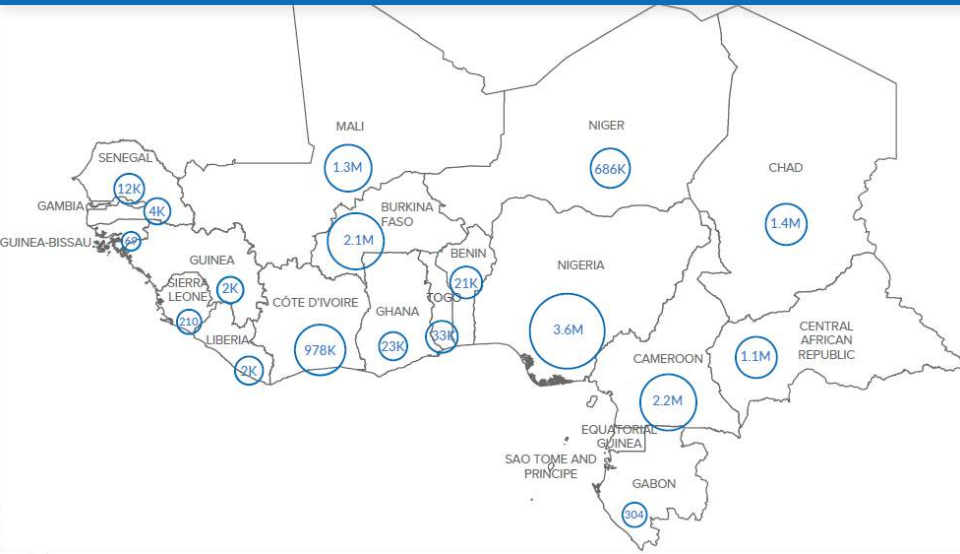 MALI
1.3M
NIGER
686K
CHAD
1.4M
SENEGAL
12K
GAMBIA
4K
GUINEA-BISSAU
69
BURKINA
FASO
2.1M
GUINEA
2K
SIERRA
LEONE
210
LIBERIA
2K
CÔTE D'IVOIRE
978K
GHANA
23K
TOGO
33K
BENIN
21K
NIGERIA
3.6M
CAMEROON
2.2M
CENTRAL
AFRICAN
REPUBLIC
1.1M
EQUATORIAL
GUINEA
SAO TOME AND
PRINCIPE
GABON
304